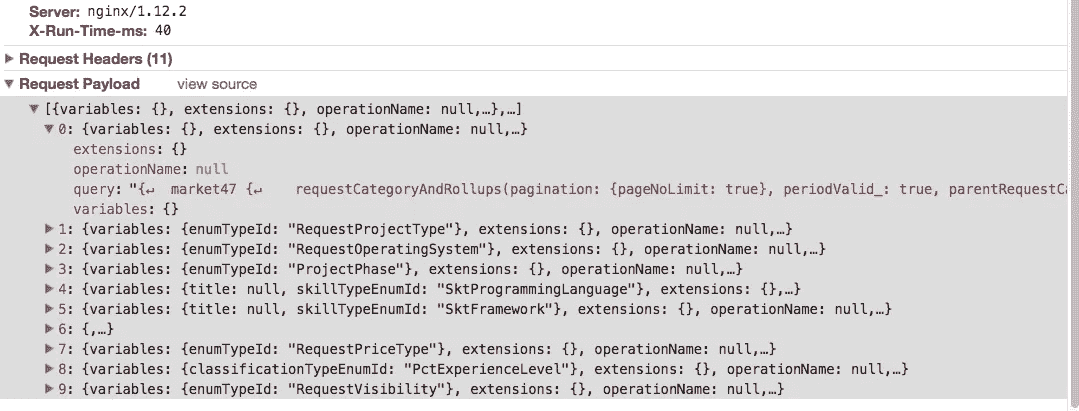 Server: nginx/1.12.2
X-Run-Time-ms: 40
Request Headers (11)
Request Payload view source
[{variables: {}, extensions: {}, operationName: null,…},…]
0: {variables: {}, extensions: {}, operationName: null,…}
extensions: {}
operationName: null
query: "{↵  market47 {↵    requestCategoryAndRollups(pagination: {pageNoLimit: true}, periodValid_: true, parentRequestCa
variables: {}
1: {variables: {enumTypeId: "RequestProjectType"}, extensions: {}, operationName: null,…}
2: {variables: {enumTypeId: "RequestOperatingSystem"}, extensions: {}, operationName: null,…}
3: {variables: {enumTypeId: "ProjectPhase"}, extensions: {}, operationName: null,…}
4: {variables: {title: null, skillTypeEnumId: "SktProgrammingLanguage"}, extensions: {},…}
5: {variables: {title: null, skillTypeEnumId: "SktFramework"}, extensions: {}, operationName: null,…}
6: {,…}
7: {variables: {enumTypeId: "RequestPriceType"}, extensions: {}, operationName: null,…}
8: {variables: {classificationTypeEnumId: "PctExperienceLevel"}, extensions: {}, operationName: null,…}
9: {variables: {enumTypeId: "RequestVisibility"}, extensions: {}, operationName: null,…}